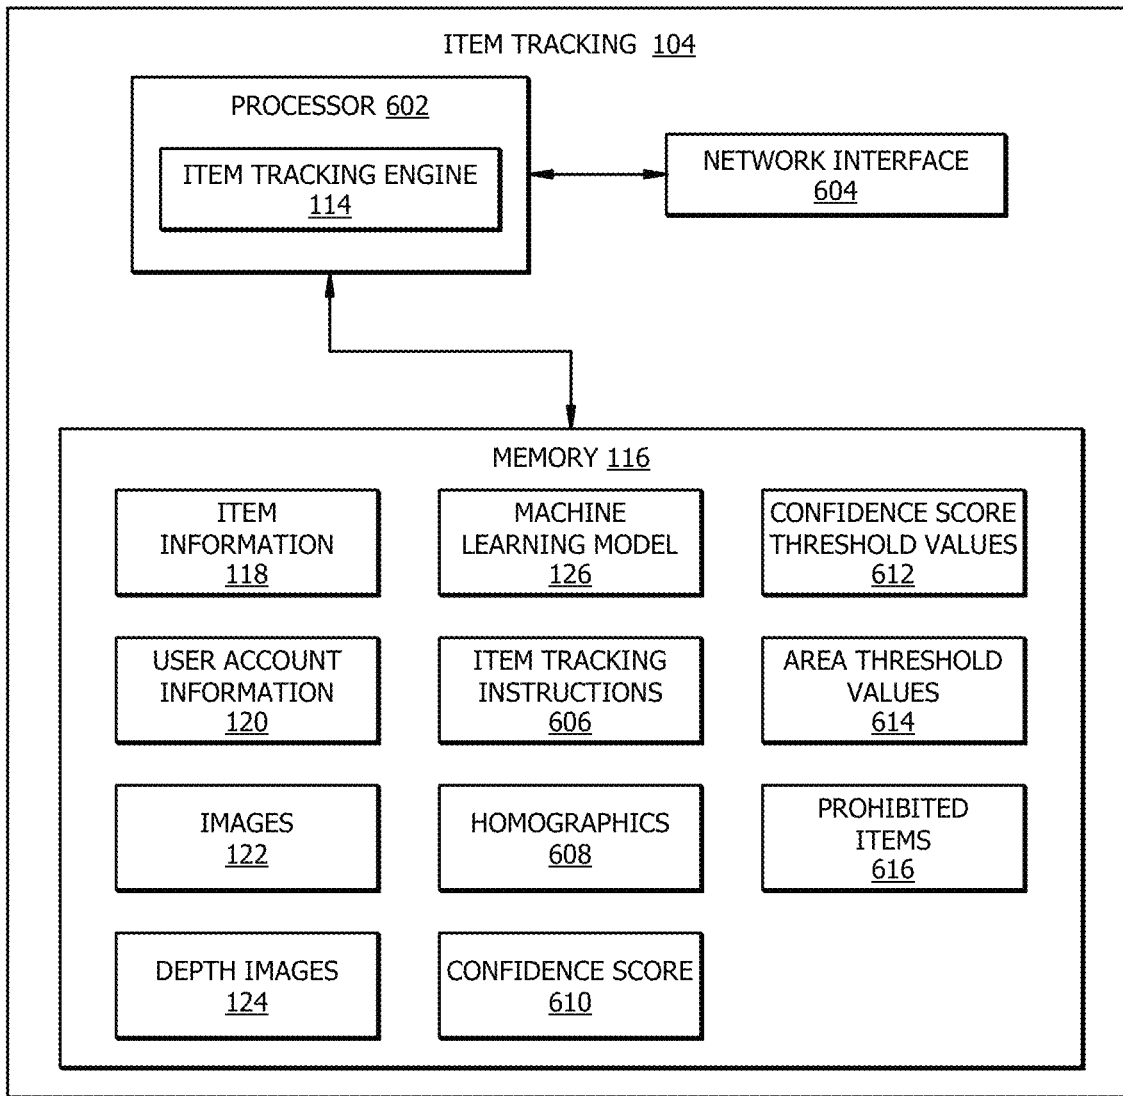 ITEM TRACKING 104
PROCESSOR 602
ITEM TRACKING ENGINE
114
NETWORK INTERFACE
604
MEMORY 116
ITEM
INFORMATION
118
MACHINE
LEARNING MODEL
126
CONFIDENCE SCORE
THRESHOLD VALUES
612
USER ACCOUNT
INFORMATION
120
ITEM TRACKING
INSTRUCTIONS
606
AREA THRESHOLD
VALUES
614
IMAGES
122
HOMOGRAPHICS
608
PROHIBITED
ITEMS
616
DEPTH IMAGES
124
CONFIDENCE SCORE
610